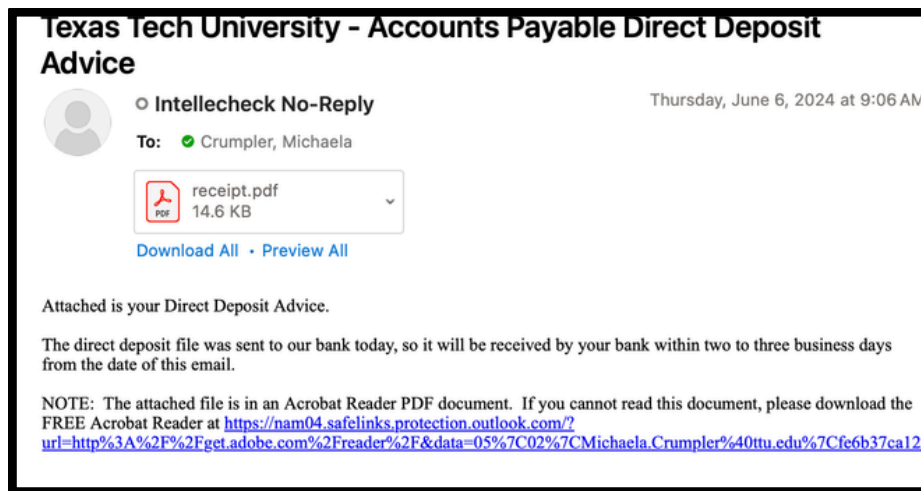 Texas Tech University - Accounts Payable Direct Deposit
Advice
Intellecheck No-Reply
Thursday, June 6, 2024 at 9:06 AM
To: Crumpler, Michaela
receipt.pdf
PDF
14.6 KB
Download All • Preview All
Attached is your Direct Deposit Advice.
The direct deposit file was sent to our bank today, so it will be received by your bank within two to three business days
from the date of this email.
NOTE:  The attached file is in an Acrobat Reader PDF document.  If you cannot read this document, please download the
FREE Acrobat Reader at https://nam04.safelinks.protection.outlook.com/?
url=http%3A%2F%2Fget.adobe.com%2Freader%2F&data=05%7C02%7CMichaela.Crumpler%40ttu.edu%7Cfe6b37ca12